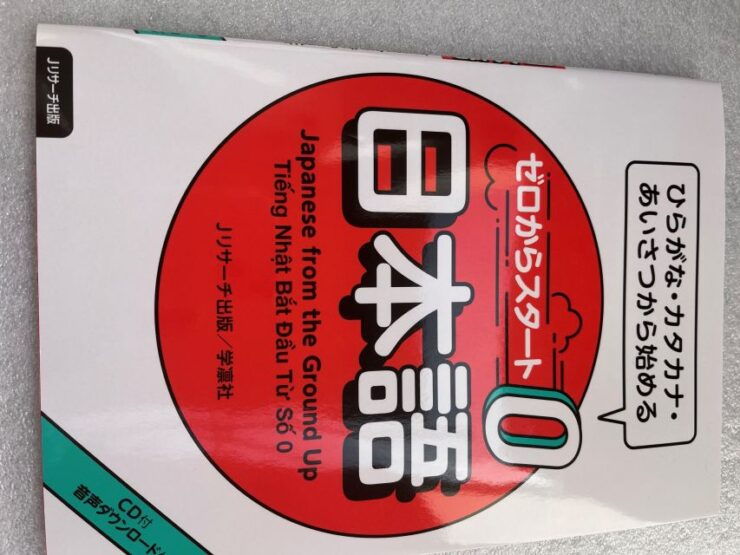 ひらがな・カタカナ・
あいさつから始める
ゼロからスタート
0
日本語
Japanese from the Ground Up
Tiếng Nhật Bắt Đầu Từ Số 0
Jリサーチ出版／学凛社
CD付
音声ダウンロード
Jリサーチ出版